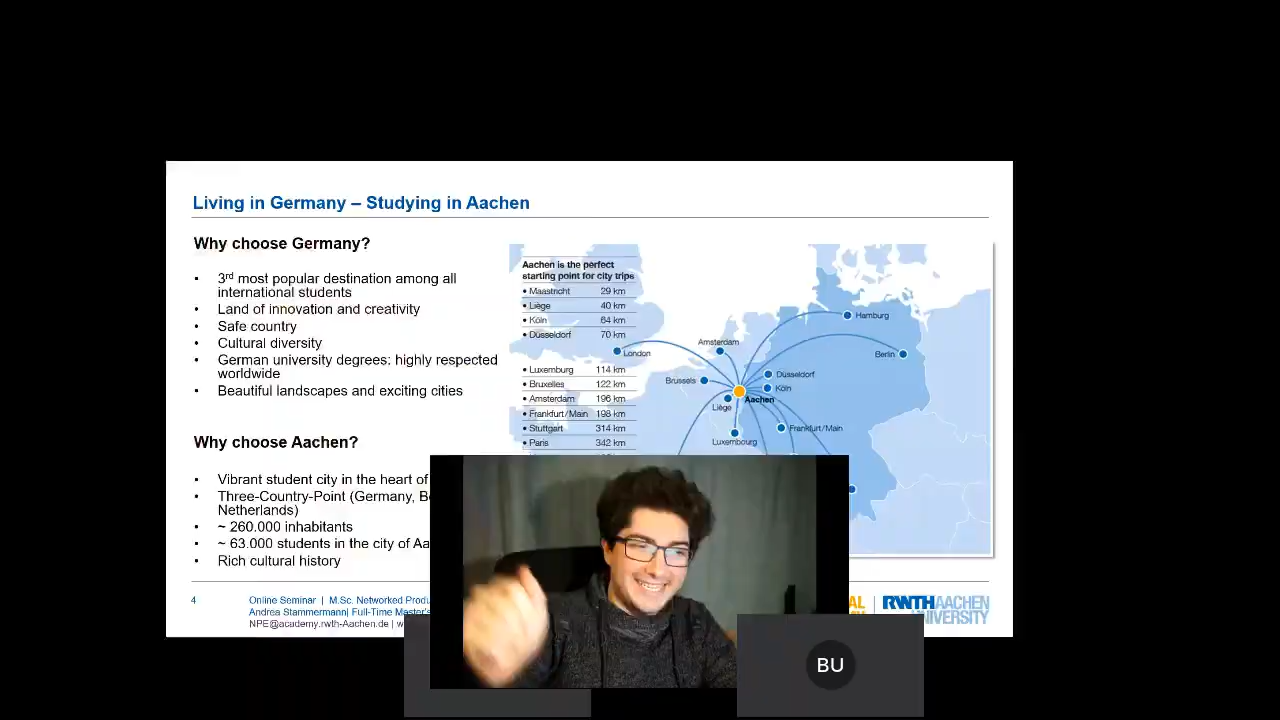 Living in Germany – Studying in Aachen
Why choose Germany?
• 3rd most popular destination among all
international students
• Land of innovation and creativity
• Safe country
• Cultural diversity
• German university degrees: highly respected
worldwide
• Beautiful landscapes and exciting cities
Why choose Aachen?
• Vibrant student city in the heart of
• Three-Country-Point (Germany,
Netherlands)
• ~ 260.000 inhabitants
• ~ 63.000 students in the city of
• Rich cultural history
Aachen is the perfect
starting point for city trips
• Maastricht 29 km
• Liège 40 km
• Köln 64 km
• Düsseldorf 70 km
• Luxemburg 114 km
• Bruxelles 122 km
• Amsterdam 196 km
• Frankfurt/Main 198 km
• Stuttgart 314 km
• Paris 342 km
Hamburg
Amsterdam
London
Berlin
Düsseldorf
Brussels
Köln
Aachen
Liège
Frankfurt/Main
Luxembourg
4
Online Seminar | M.Sc. Networked
Andrea Stammermann| Full-Time Master's
NPE@academy.rwth-Aachen.de |
RWTH AACHEN
UNIVERSITY
BU